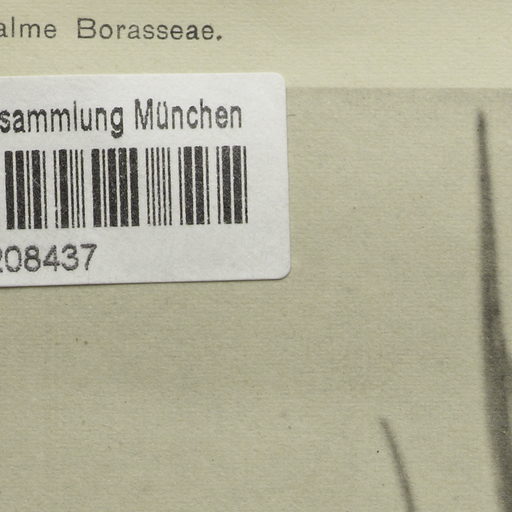 alme Borasseae.
sammlung München
208437